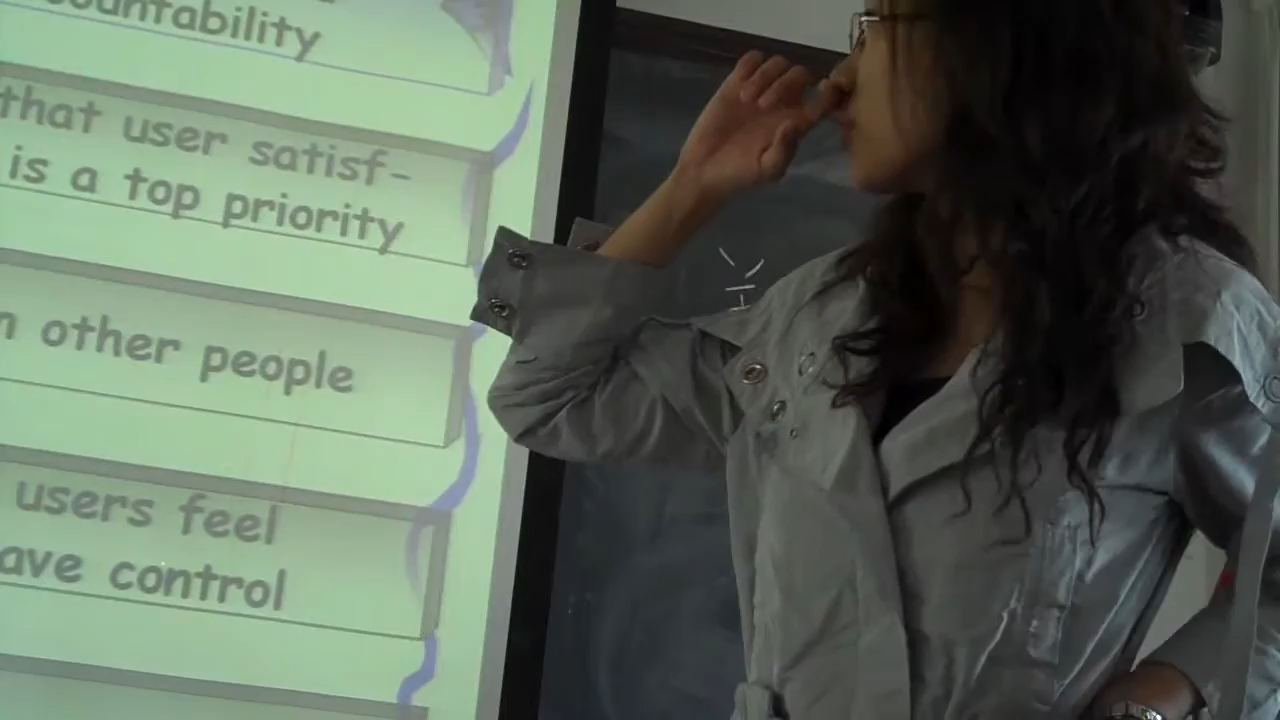 ountability
that user satisf-
is a top priority
other people
users feel
ave control